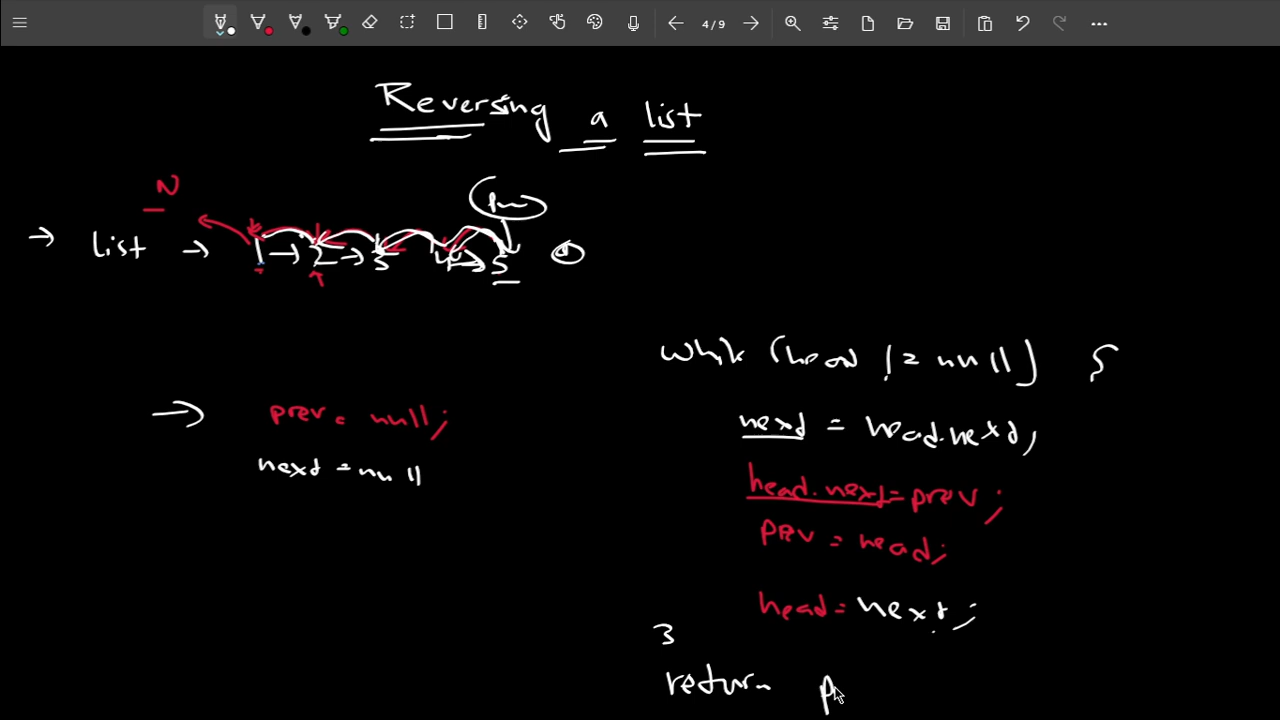 4/9
Reversing a list
N
prev
→ list → 1 → 2 → 3 → 4 → 5
while (head != null) {
→ prev = null;
next = null
next = head.next;
head.next = prev;
prev = head;
head = next;
}
return p